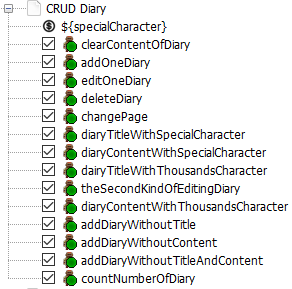 CRUD Diary
${specialCharacter}
clearContentOfDiary
addOneDiary
editOneDiary
deleteDiary
changePage
diaryTitleWithSpecialCharacter
diaryContentWithSpecialCharacter
dairyTitleWithThousandsCharacter
theSecondKindOfEditingDiary
diaryContentWithThousandsCharacter
addDiaryWithoutTitle
addDiaryWithoutContent
addDiaryWithoutTitleAndContent
countNumberOfDiary